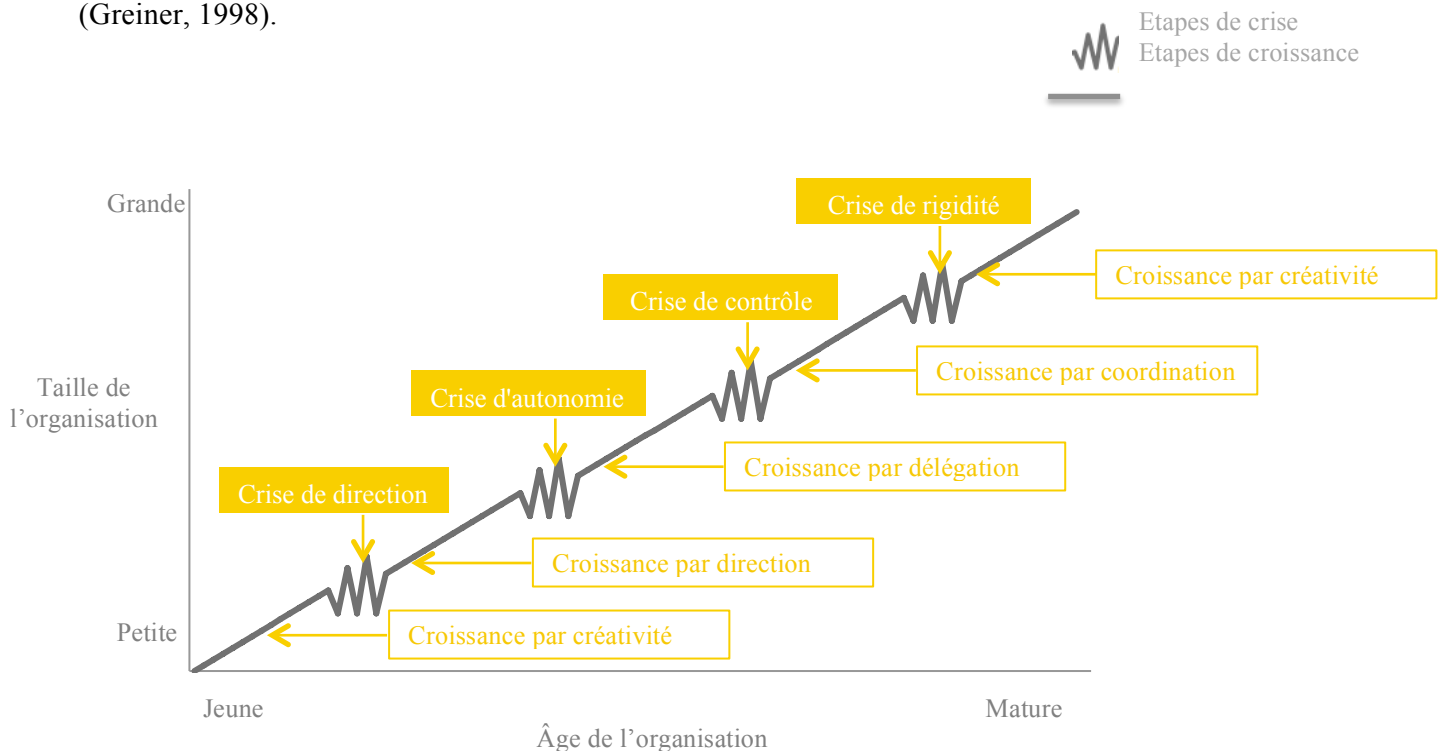 (Greiner, 1998).
Etapes de crise
Etapes de croissance
Grande
Crise de rigidité
Croissance par créativité
Crise de contrôle
Croissance par coordination
Taille de
l’organisation
Crise d'autonomie
Croissance par délégation
Crise de direction
Croissance par direction
Petite
Croissance par créativité
Jeune
Mature
Âge de l’organisation